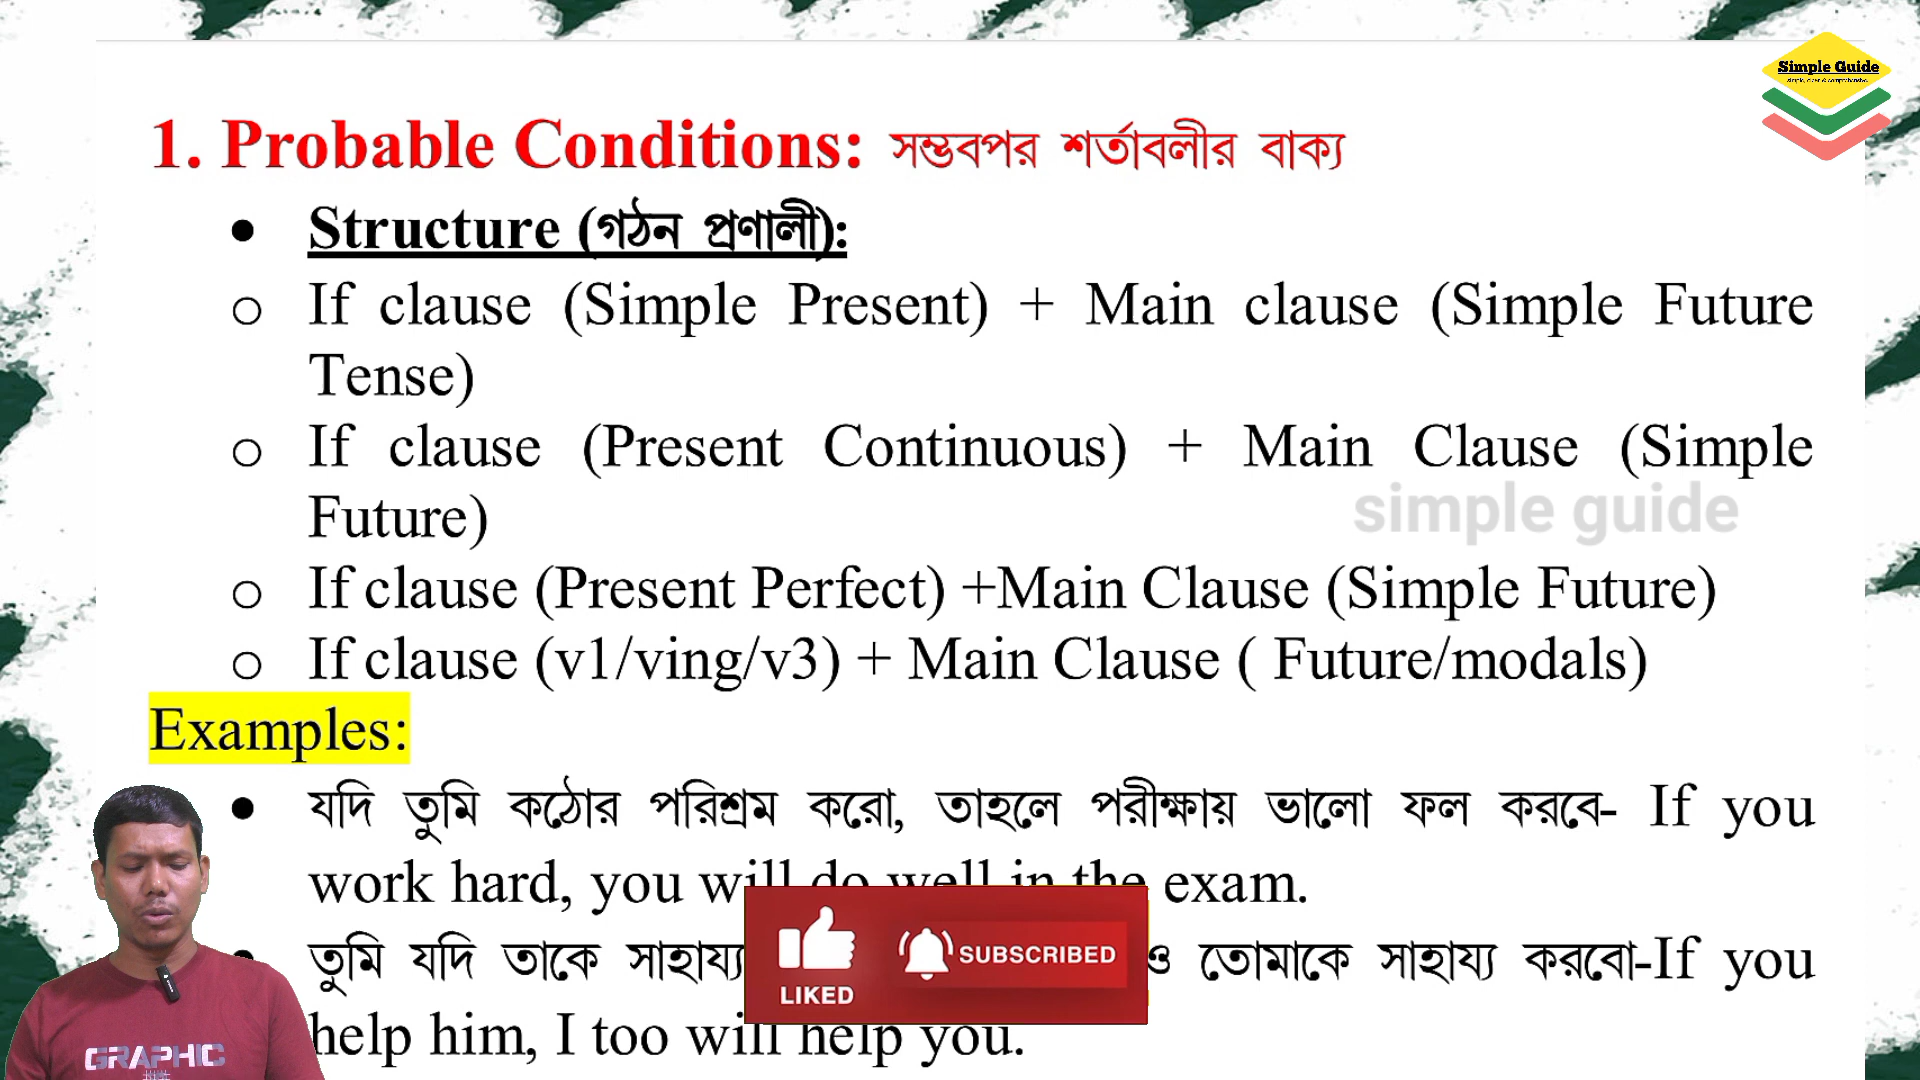 Simple Guide
1. Probable Conditions: সম্ভবপর শর্তাবলীর বাক্য
• Structure (গঠন প্রণালী):
o If clause (Simple Present) + Main clause (Simple Future
Tense)
o If clause (Present Continuous) + Main Clause (Simple
Future)
simple guide
o If clause (Present Perfect) +Main Clause (Simple Future)
o If clause (v1/ving/v3) + Main Clause ( Future/modals)
Examples:
• যদি তুমি কঠোর পরিশ্রম করো, তাহলে পরীক্ষায় ভালো ফল করবে- If you
work hard, you will do well in the exam.
• তুমি যদি তাকে সাহায্য ও তোমাকে সাহায্য করবো-If you
help him, I too will help you.
LIKED
SUBSCRIBED
GRAPHIC